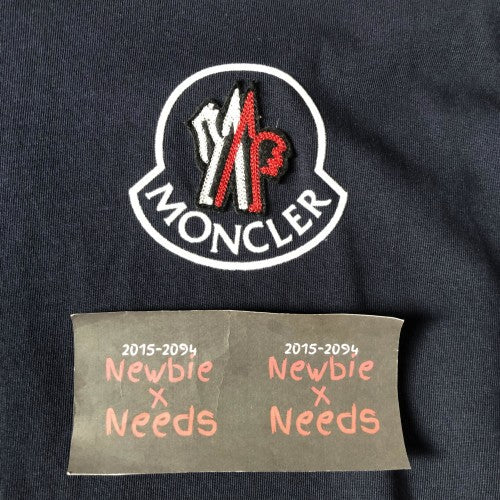 MONCLER
2015-2094 2015-2094
Newbie Newbie
x x
Needs Needs